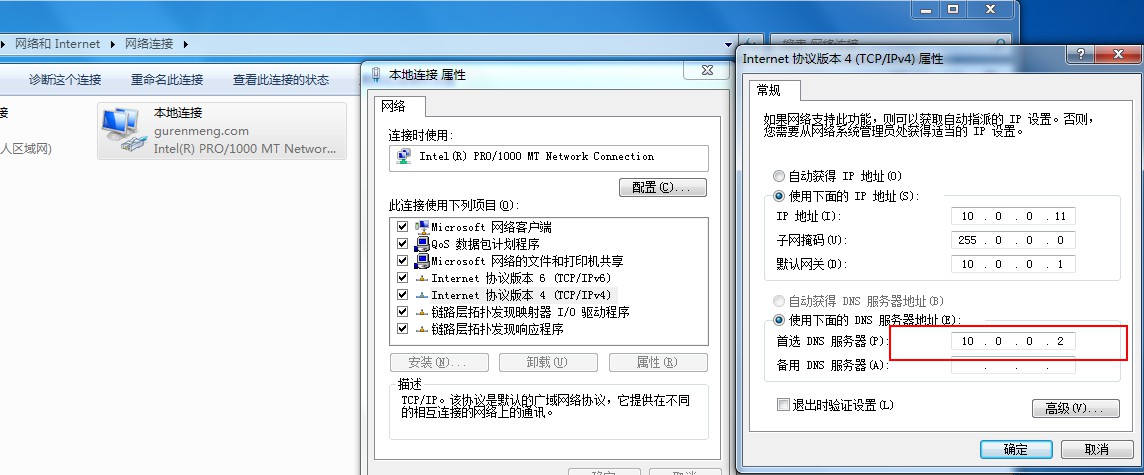 网络和 Internet ▸ 网络连接 ▸
诊断这个连接 重命名此连接 查看此连接的状态
接
人区域网)
本地连接
gurenmeng.com
Intel(R) PRO/1000 MT Networ...
本地连接 属性
网络
连接时使用:
Intel(R) PRO/1000 MT Network Connection
配置(C)...
此连接使用下列项目(O):
Microsoft 网络客户端
QoS 数据包计划程序
Microsoft 网络的文件和打印机共享
Internet 协议版本 6 (TCP/IPv6)
Internet 协议版本 4 (TCP/IPv4)
链路层拓扑发现映射器 I/O 驱动程序
链路层拓扑发现响应程序
安装(N)... 卸载(U) 属性(R)
描述
TCP/IP。该协议是默认的广域网络协议，它提供在不同
的相互连接的网络上的通讯。
Internet 协议版本 4 (TCP/IPv4) 属性
常规
如果网络支持此功能，则可以获取自动指派的 IP 设置。否则，
您需要从网络系统管理员处获得适当的 IP 设置。
自动获得 IP 地址(O)
使用下面的 IP 地址(S):
IP 地址(I): 10 . 0 . 0 . 11
子网掩码(U): 255 . 0 . 0 . 0
默认网关(D): 10 . 0 . 0 . 1
自动获得 DNS 服务器地址(B)
使用下面的 DNS 服务器地址(E):
首选 DNS 服务器(P): 10 . 0 . 0 . 2
备用 DNS 服务器(A): . . .
退出时验证设置(L)
高级(V)...
确定 取消